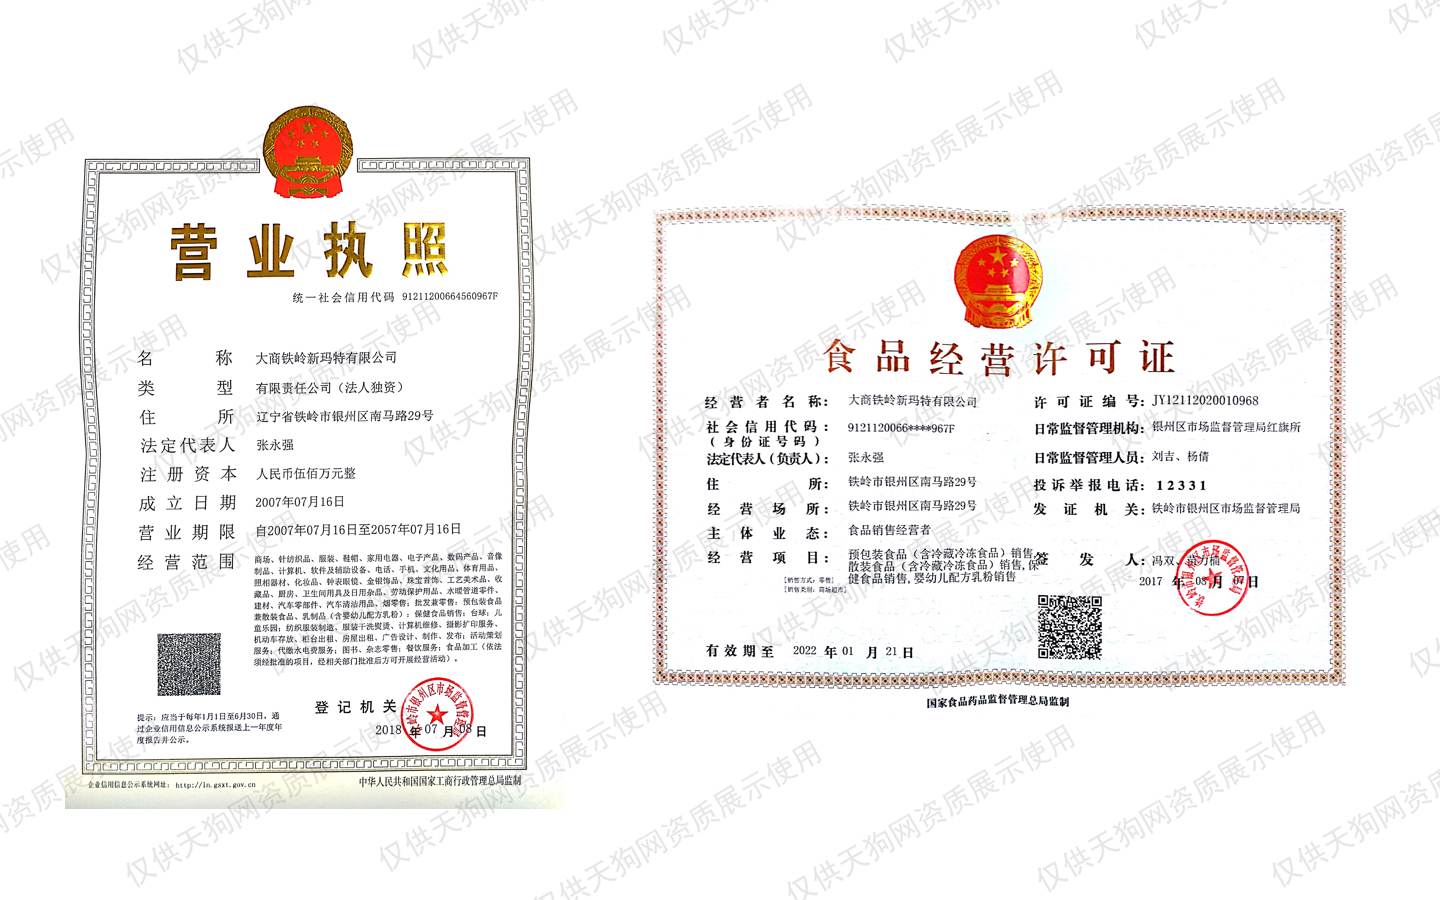 营业执照
统一社会信用代码 91211200664560967F
名称 大商铁岭新玛特有限公司
类型 有限责任公司（法人独资）
住所 辽宁省铁岭市银州区南马路29号
法定代表人 张永强
注册资本 人民币伍佰万元整
成立日期 2007年07月16日
营业期限 自2007年07月16日至2057年07月16日
经营范围 商场、针纺织品、服装、鞋帽、家用电器、电子产品、数码产品、音像
制品、计算机、软件及辅助设备、电话、手机、文化用品、体育用品、
照相器材、化妆品、钟表眼镜、金银饰品、珠宝首饰、工艺美术品、收
藏品、厨房、卫生间用具及日用杂品、劳动保护用品、水暖管道零件、
建材、汽车零部件、汽车清洁用品、烟零售；批发兼零售：预包装食品
兼散装食品、乳制品（含婴幼儿配方乳粉）；保健食品销售；台球；儿
童乐园；纺织服装制造、服装干洗熨烫、计算机维修、摄影扩印服务、
机动车存放、柜台出租、房屋出租、广告设计、制作、发布；活动策划
服务；代缴水电费服务；图书、杂志零售；餐饮服务；食品加工（依法
须经批准的项目，经相关部门批准后方可开展经营活动）。
提示：应当于每年1月1日至6月30日，通
过企业信用信息公示系统报送上一年度年
度报告并公示。
登记机关
2018 年 07 月 08 日
企业信用信息公示系统网址： http://ln.gsxt.gov.cn
中华人民共和国国家工商行政管理总局监制
食品经营许可证
经营者名称： 大商铁岭新玛特有限公司
社会信用代码： 9121120066****967F
（身份证号码）
法定代表人（负责人）： 张永强
住所： 铁岭市银州区南马路29号
经营场所： 铁岭市银州区南马路29号
主体业态： 食品销售经营者
经营项目： 预包装食品（含冷藏冷冻食品）销售,
散装食品（含冷藏冷冻食品）销售,保
健食品销售,婴幼儿配方乳粉销售
[销售方式：零售]
[销售类别：商场超市]
有效期至 2022 年 01 月 21 日
许可证编号： JY12112020010968
日常监督管理机构： 银州区市场监督管理局红旗所
日常监督管理人员： 刘吉、杨倩
投诉举报电话： 12331
发证机关： 铁岭市银州区市场监督管理局
签发人： 冯双
2017 年 03 月 07 日
国家食品药品监督管理总局监制
仅供天狗网资质展示使用